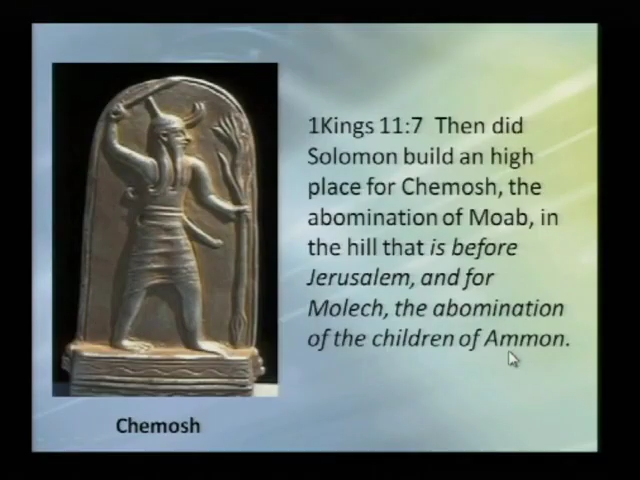 1Kings 11:7 Then did
Solomon build an high
place for Chemosh, the
abomination of Moab, in
the hill that is before
Jerusalem, and for
Molech, the abomination
of the children of Ammon.
Chemosh